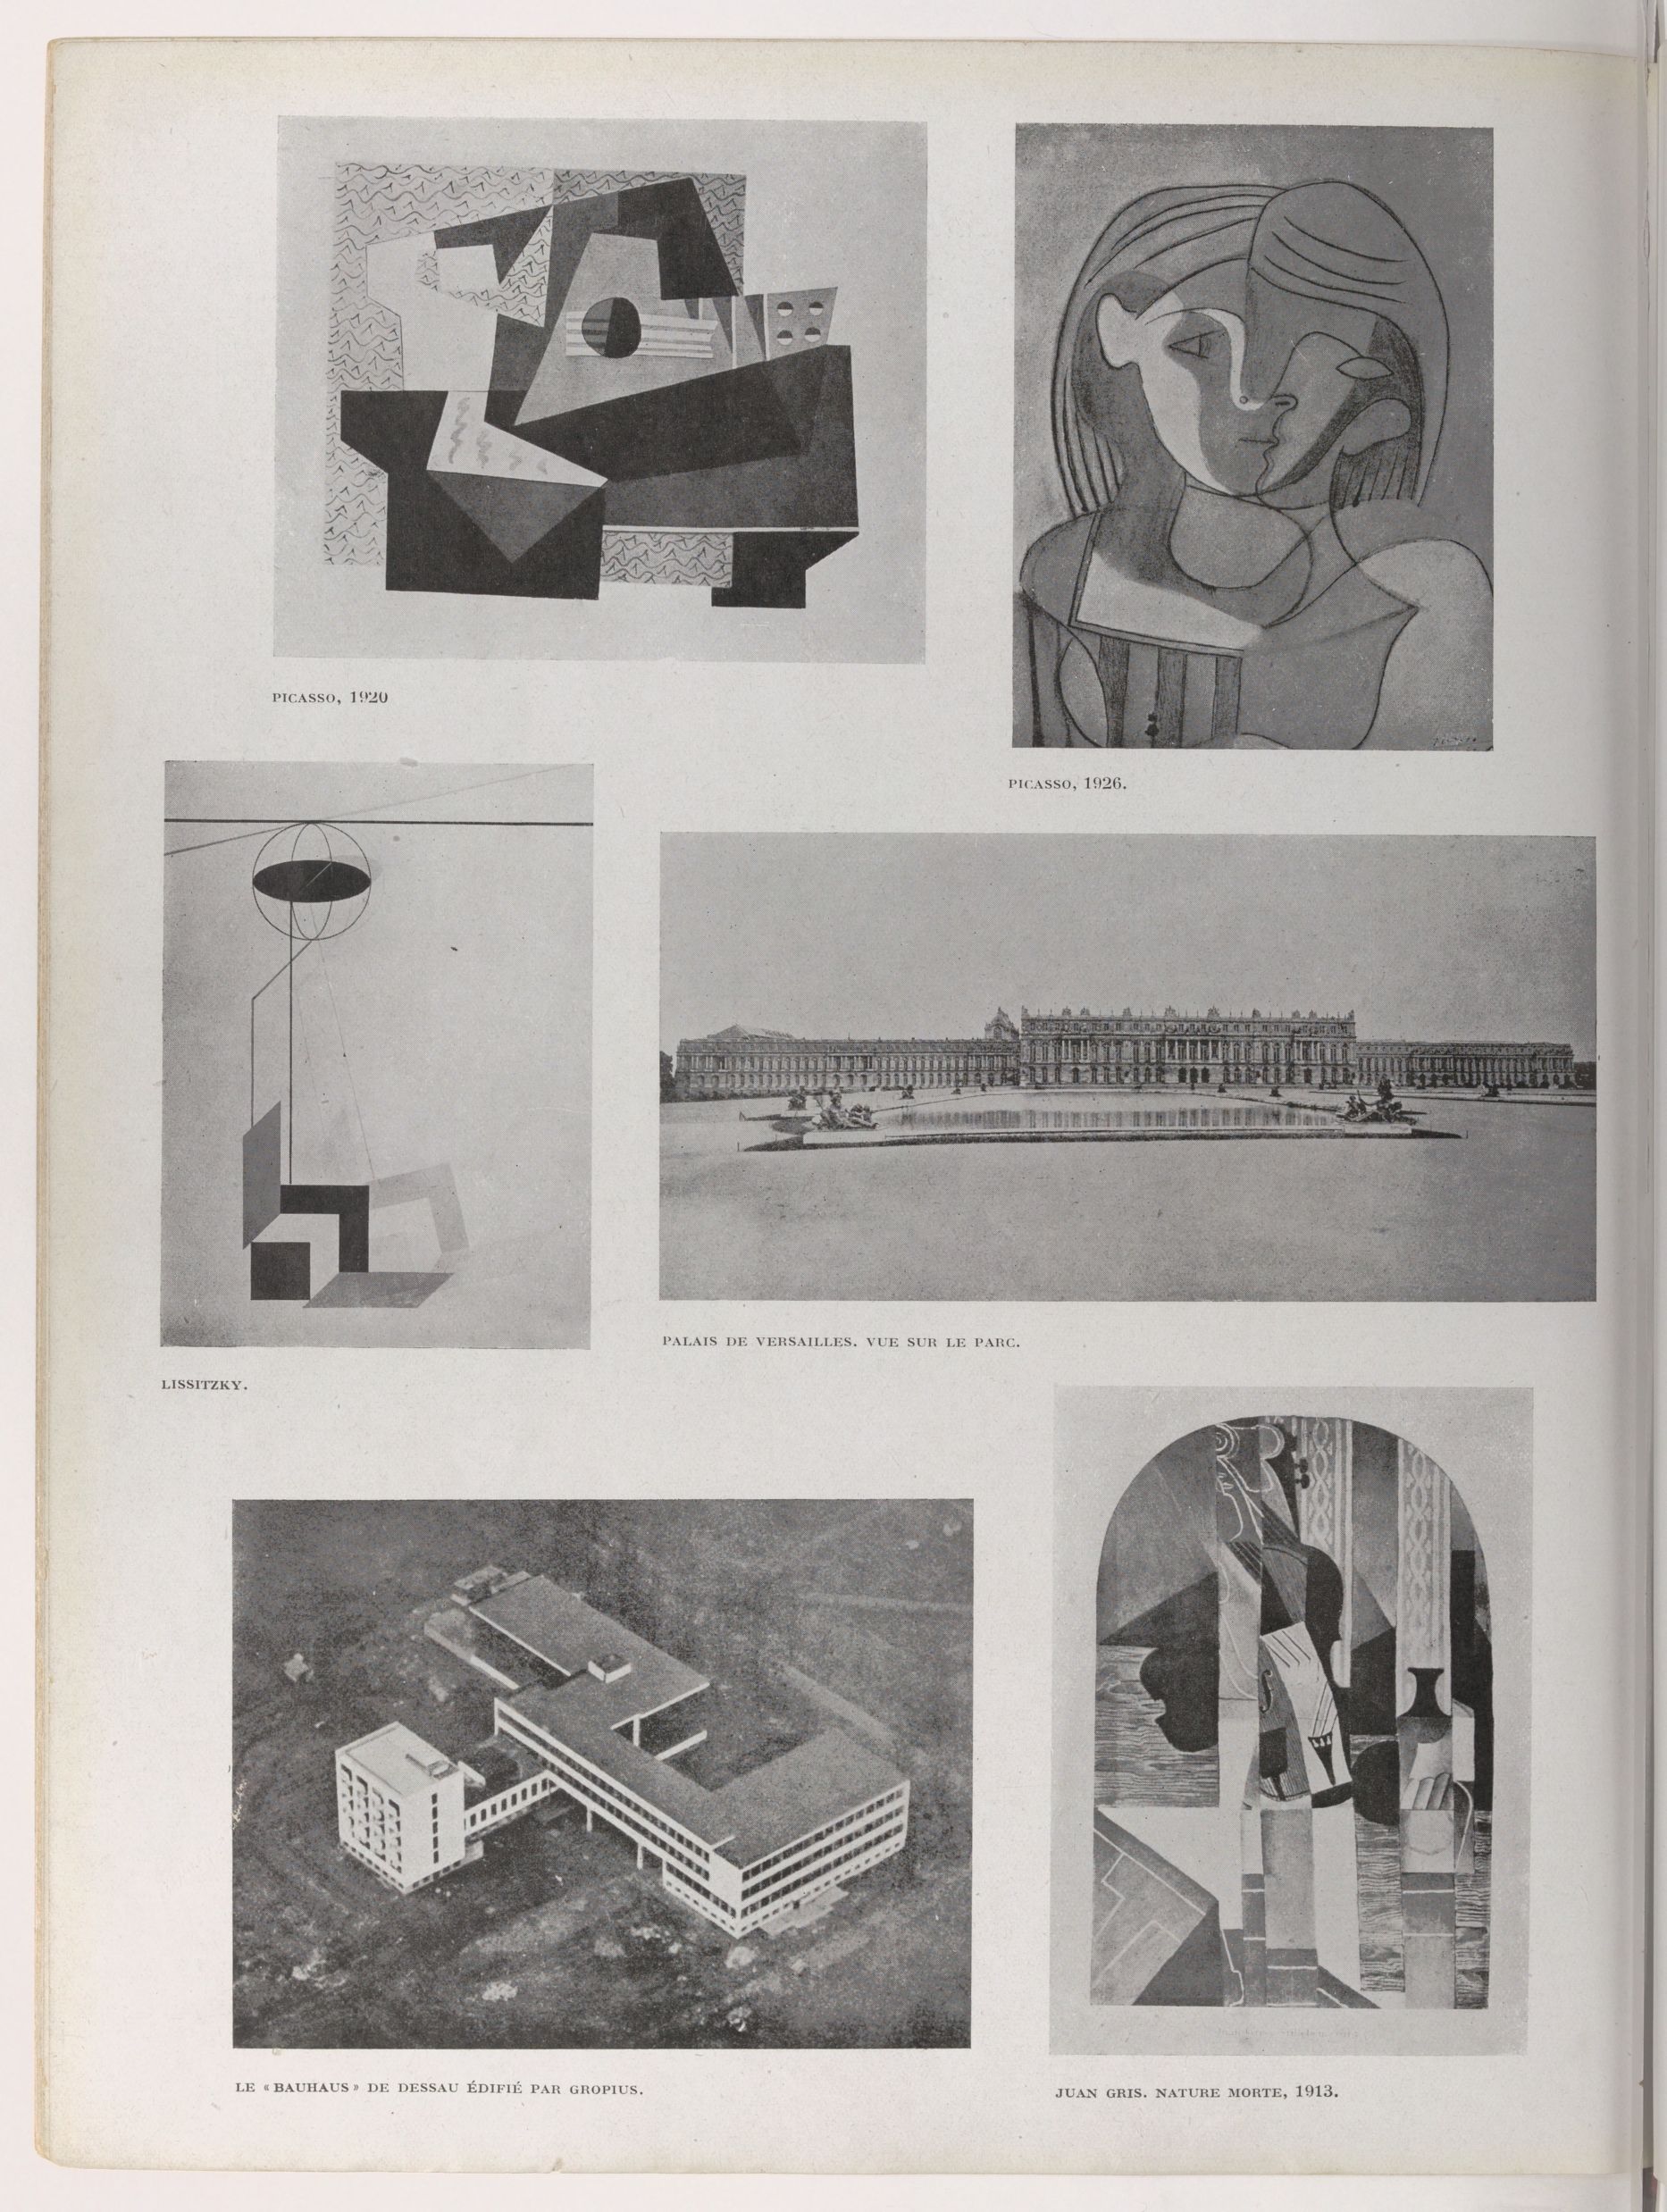 PICASSO, 1920
PICASSO, 1926.
LISSITZKY.
PALAIS DE VERSAILLES. VUE SUR LE PARC.
LE « BAUHAUS » DE DESSAU ÉDIFIÉ PAR GROPIUS.
JUAN GRIS. NATURE MORTE, 1913.